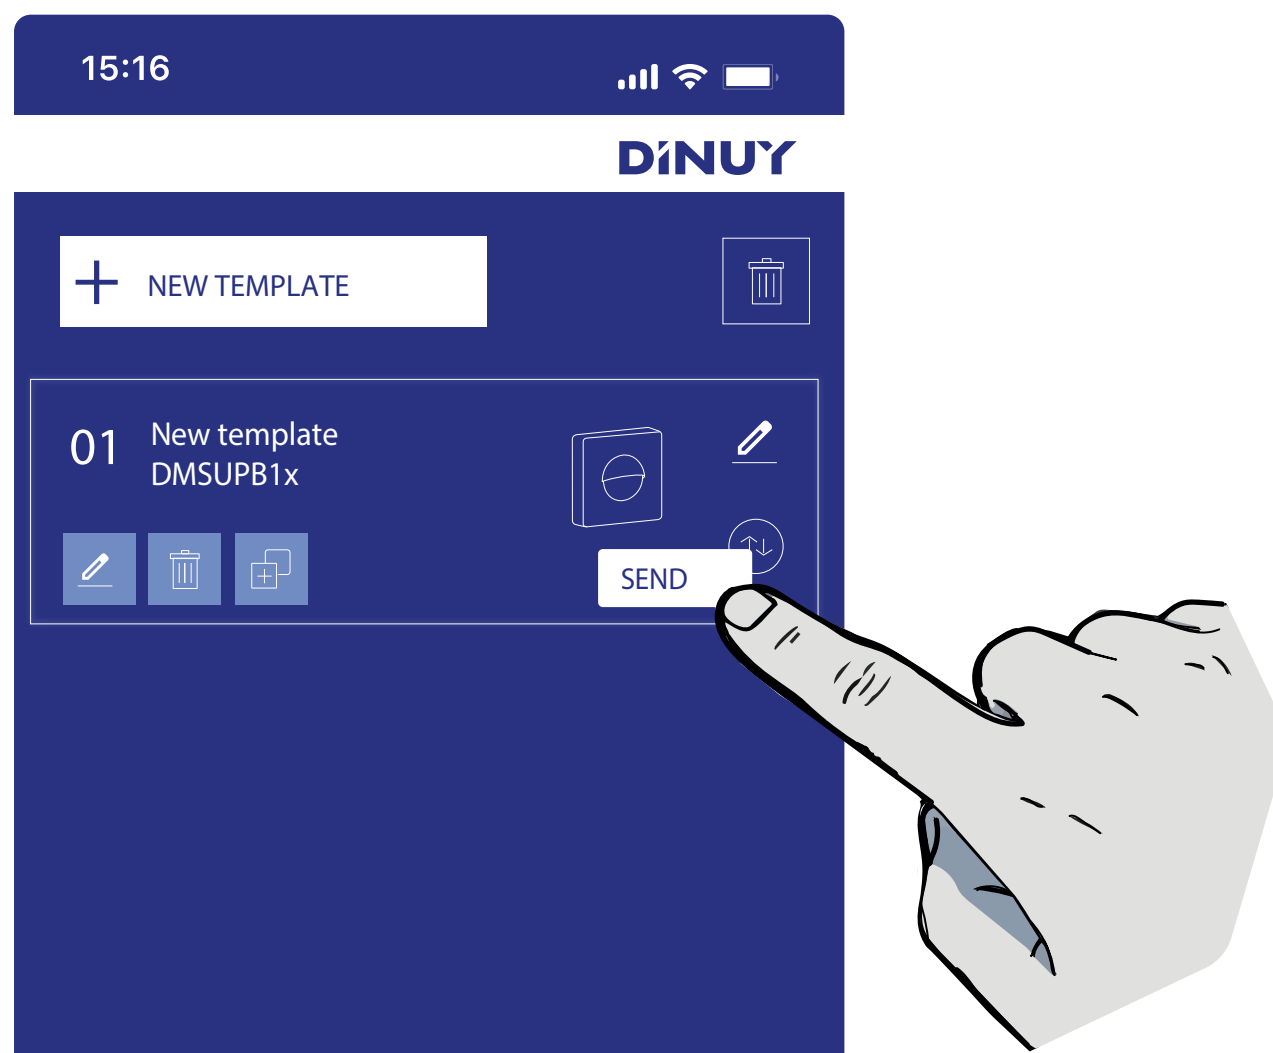 15:16
DINUY
NEW TEMPLATE
01
New template
DMSUPB1x
SEND